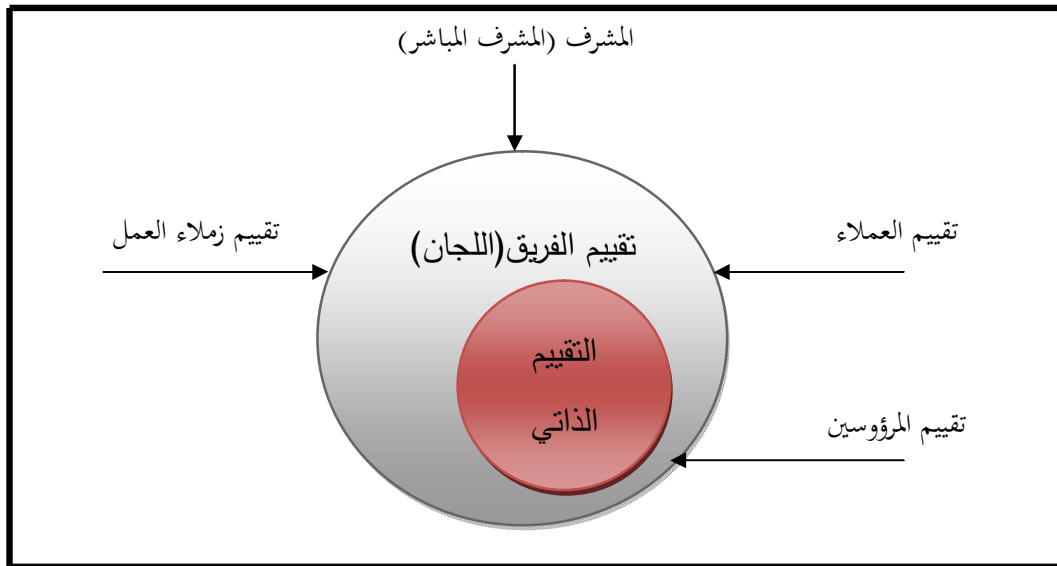 المشرف (المشرف المباشر)
تقييم العملاء
تقييم زملاء العمل
تقييم الفريق(اللجان)
التقييم
الذاتي
تقييم المرؤوسين